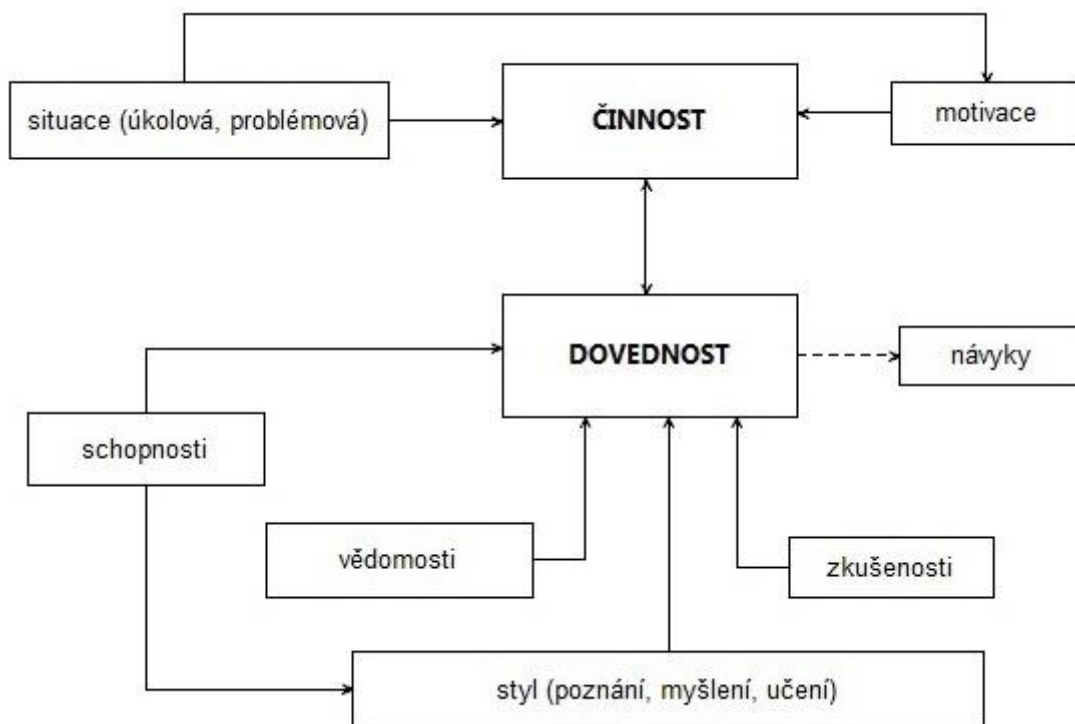 situace (úkolová, problémová)
ČINNOST
motivace
DOVEDNOST
návyky
schopnosti
vědomosti
zkušenosti
styl (poznání, myšlení, učení)